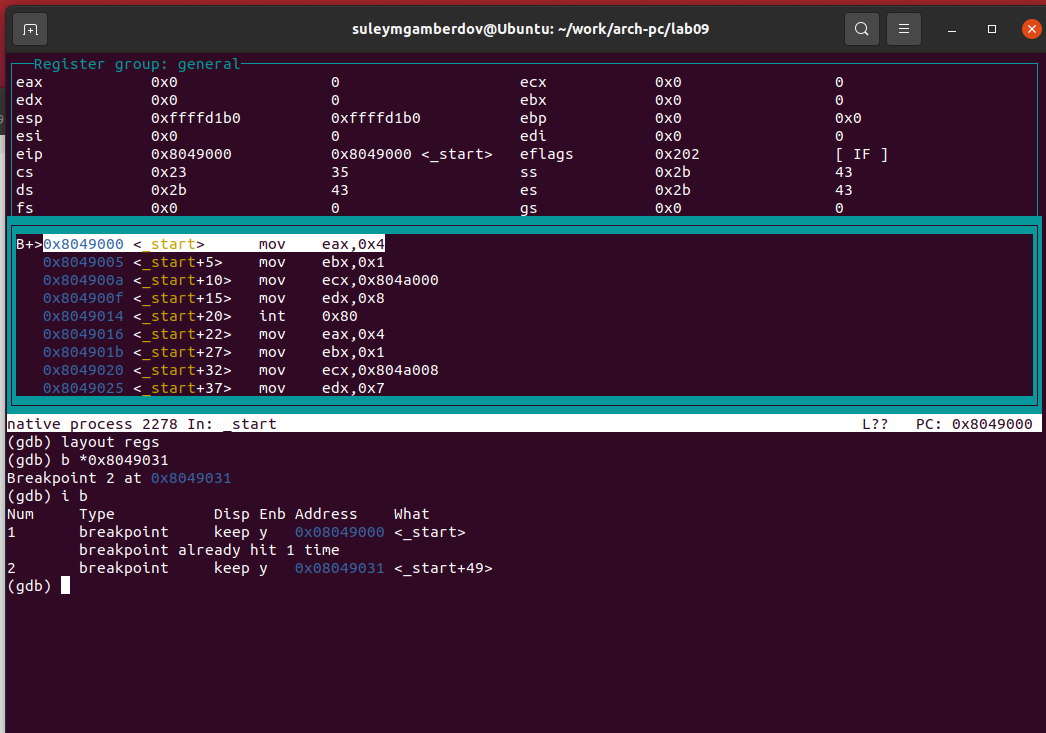 suleymgamberdov@Ubuntu: ~/work/arch-pc/lab09
Register group: general
eax 0x0 0 ecx 0x0 0
edx 0x0 0 ebx 0x0 0
esp 0xffffd1b0 0xffffd1b0 ebp 0x0 0x0
esi 0x0 0 edi 0x0 0
eip 0x8049000 0x8049000 <_start> eflags 0x202 [ IF ]
cs 0x23 35 ss 0x2b 43
ds 0x2b 43 es 0x2b 43
fs 0x0 0 gs 0x0 0
B+>0x8049000 <_start> mov eax,0x4
0x8049005 <_start+5> mov ebx,0x1
0x804900a <_start+10> mov ecx,0x804a000
0x804900f <_start+15> mov edx,0x8
0x8049014 <_start+20> int 0x80
0x8049016 <_start+22> mov eax,0x4
0x804901b <_start+27> mov ebx,0x1
0x8049020 <_start+32> mov ecx,0x804a008
0x8049025 <_start+37> mov edx,0x7
native process 2278 In: _start L?? PC: 0x8049000
(gdb) layout regs
(gdb) b *0x8049031
Breakpoint 2 at 0x8049031
(gdb) i b
Num Type Disp Enb Address What
1 breakpoint keep y 0x08049000 <_start>
breakpoint already hit 1 time
2 breakpoint keep y 0x08049031 <_start+49>
(gdb)